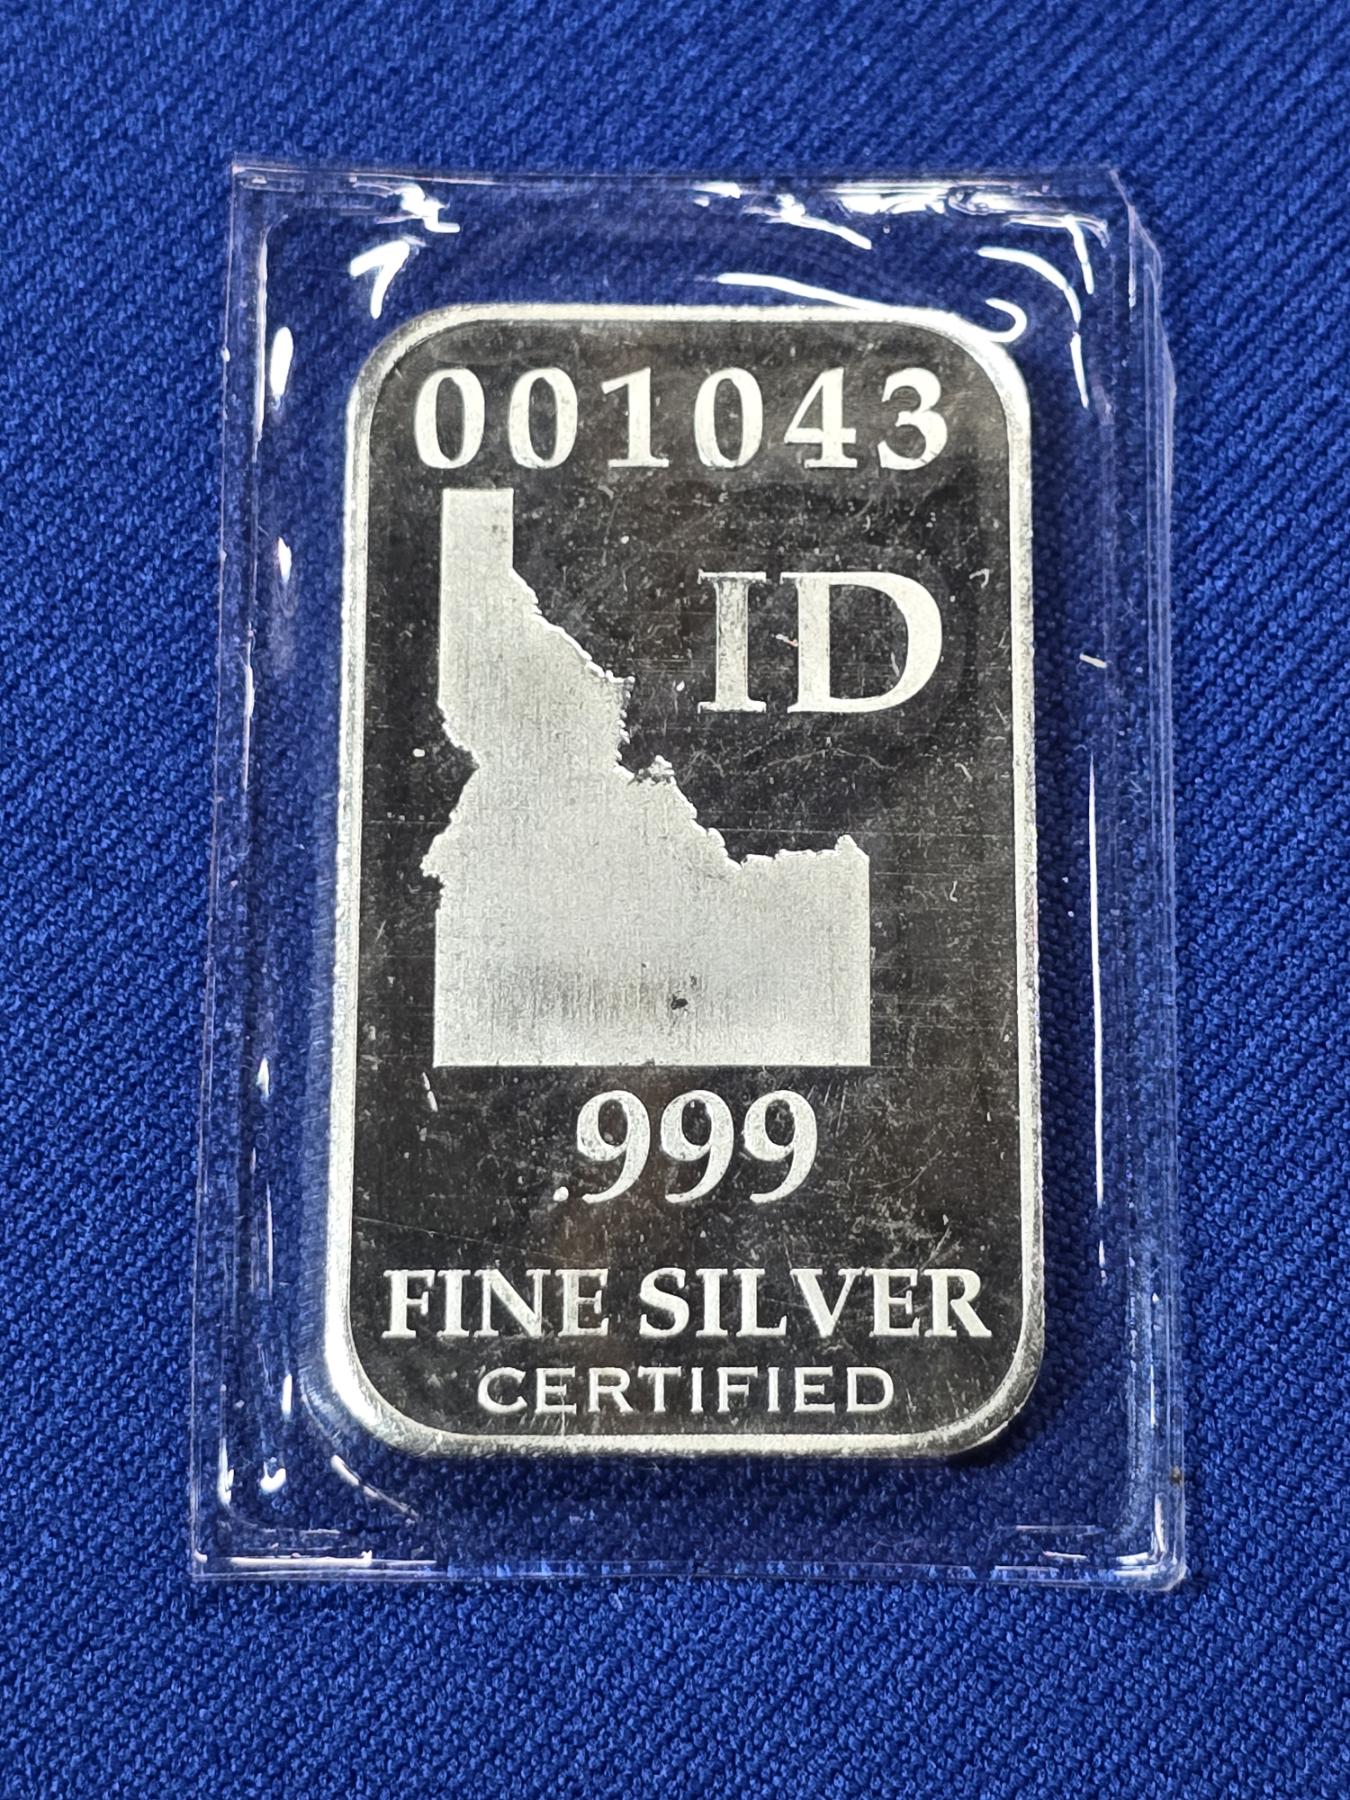 001043
ID
.999
FINE SILVER
CERTIFIED